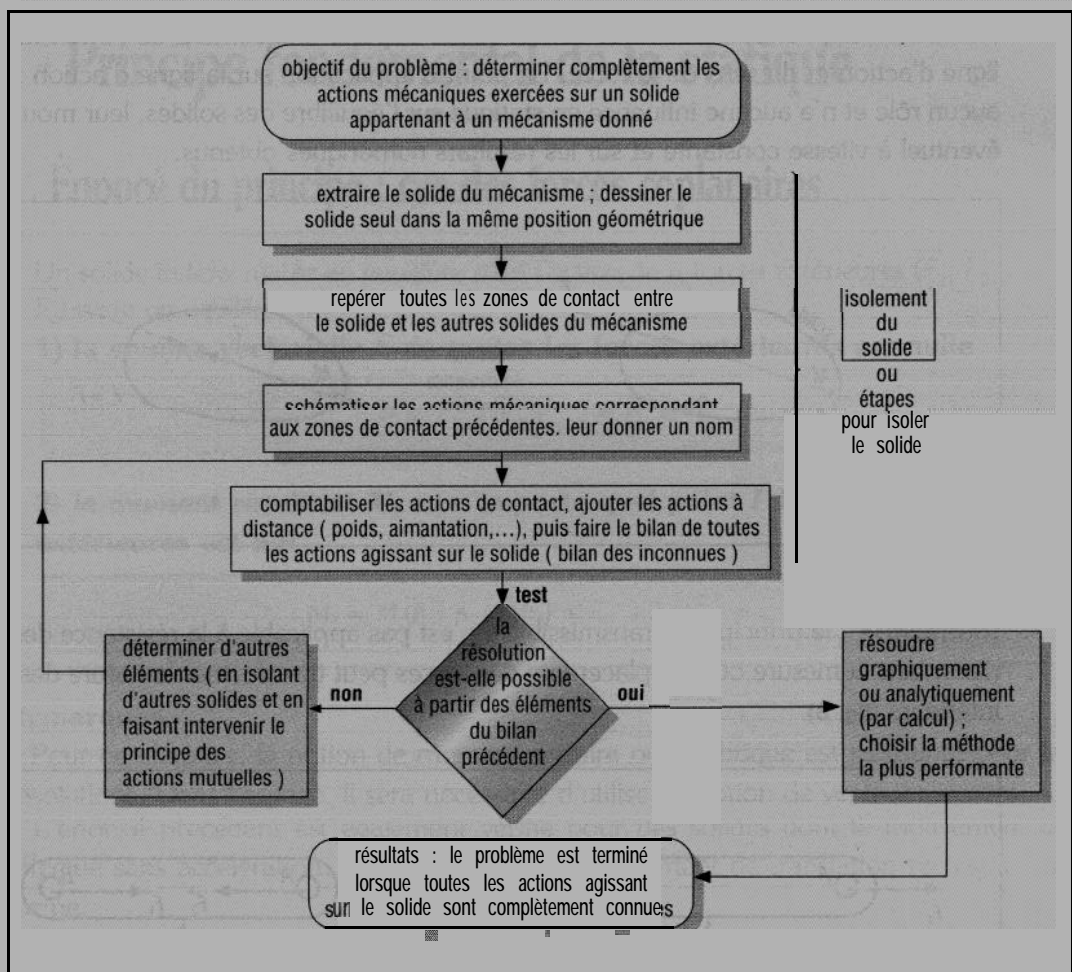 objectif du problème : déterminer complètement les
actions mécaniques exercées sur un solide
appartenant à un mécanisme donné
extraire le solide du mécanisme ; dessiner le
solide seul dans la même position géométrique
repérer toutes les zones de contact entre
le solide et les autres solides du mécanisme
schématiser les actions mécaniques correspondant
aux zones de contact précédentes. leur donner un nom
isolement
du
solide
ou
étapes
pour isoler
le solide
comptabiliser les actions de contact, ajouter les actions à
distance ( poids, aimantation,...), puis faire le bilan de toutes
les actions agissant sur le solide ( bilan des inconnues )
test
la
résolution
est-elle possible
à partir des éléments
du bilan
précédent
non
oui
déterminer d'autres
éléments ( en isolant
d'autres solides et en
faisant intervenir le
principe des
actions mutuelles )
résoudre
graphiquement
ou analytiquement
(par calcul) ;
choisir la méthode
la plus performante
résultats : le problème est terminé
lorsque toutes les actions agissant
sur le solide sont complètement connues